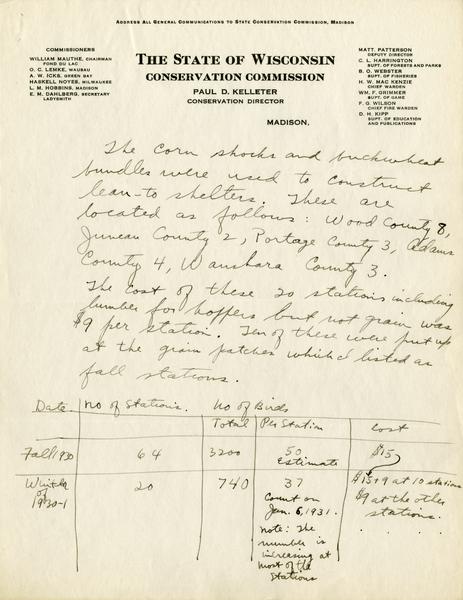 ADDRESS ALL GENERAL COMMUNICATIONS TO STATE CONSERVATION COMMISSION, MADISON
COMMISSIONERS
WILLIAM MAUTHE, CHAIRMAN
FOND DU LAC
O. C. LEMKE, WAUSAU
A. W. ICKS, GREEN BAY
HASKELL NOYES, MILWAUKEE
L. M. HOBBINS, MADISON
E. M. DAHLBERG, SECRETARY
LADYSMITH
THE STATE OF WISCONSIN
CONSERVATION COMMISSION
PAUL D. KELLETER
CONSERVATION DIRECTOR
MADISON,
MATT. PATTERSON
DEPUTY DIRECTOR
C. L. HARRINGTON
SUPT. OF FORESTS AND PARKS
B. O. WEBSTER
SUPT. OF FISHERIES
H. W. MAC KENZIE
CHIEF WARDEN
WM. F. GRIMMER
SUPT. OF GAME
F. G. WILSON
CHIEF FIRE WARDEN
D. H. KIPP
SUPT. OF EDUCATION
AND PUBLICATIONS
The corn shocks and buckwheat
bundles were used to construct
lean-to shelters. These are
located as follows: Wood County 8,
Juneau County 2, Portage County 3, Adams
County 4, Waushara County 3.
The cost of these 20 stations including
lumber for hoppers but not grain was
$9 per station. Ten of these were put up
at the grain patches which I listed as
fall stations.
Date No of Stations. No of Birds
Total Per Station Cost
Fall 1930 64 3200 50 $15
Estimate
Winter 20 740 37 $15+9 at 10 stations
of $9 at the other
1930-1 stations.
Count on
Jan. 6, 1931.
Note: The
number is
increasing at
most of the
stations